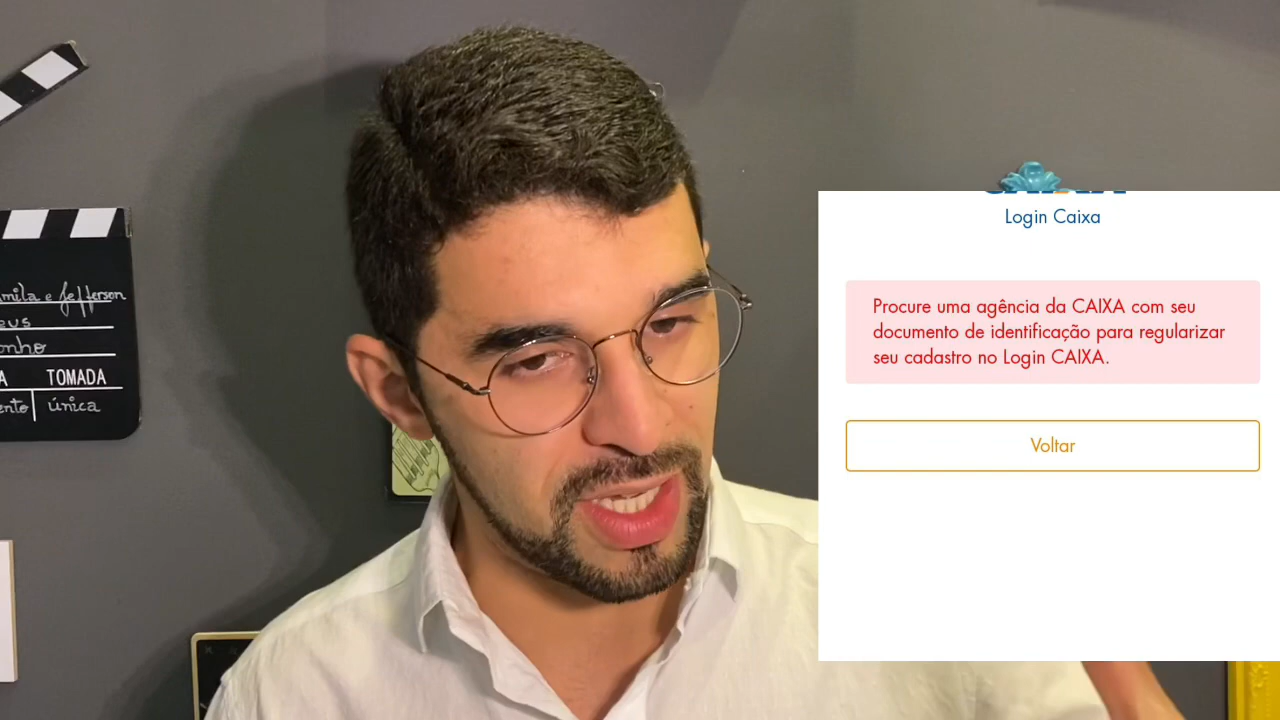 Login Caixa
Procure uma agência da CAIXA com seu
documento de identificação para regularizar
seu cadastro no Login CAIXA.
Voltar
e Jefferson
TOMADA
única